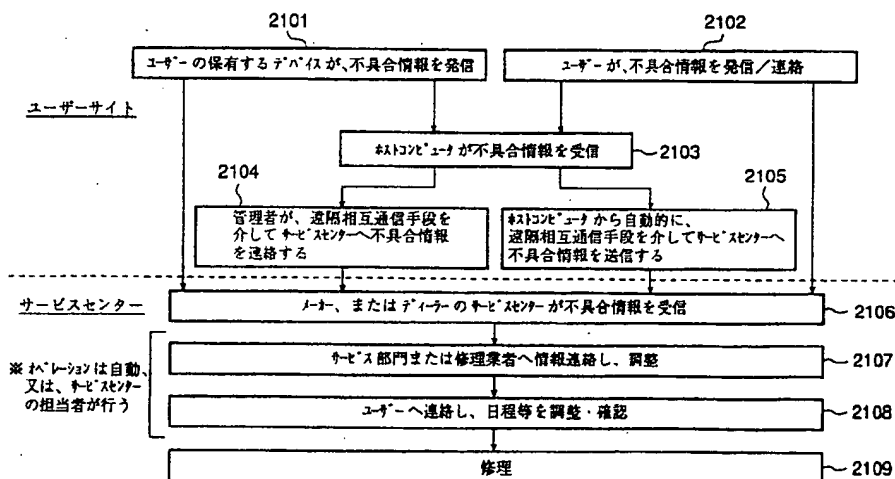 2101
2102
ユーザーの保有するデバイスが、不具合情報を発信
ユーザーが、不具合情報を発信／連絡
ユーザーサイト
ホストコンピュータが不具合情報を受信
2103
2104
2105
管理者が、遠隔相互通信手段を
介してサービスセンターへ不具合情報
を連絡する
ホストコンピュータから自動的に、
遠隔相互通信手段を介してサービスセンターへ
不具合情報を送信する
サービスセンター
メーカー、またはディーラーのサービスセンターが不具合情報を受信
2106
サービス部門または修理業者へ情報連絡し、調整
2107
※オペレーションは自動、
又は、サービスセンター
の担当者が行う
ユーザーへ連絡し、日程等を調整・確認
2108
修理
2109